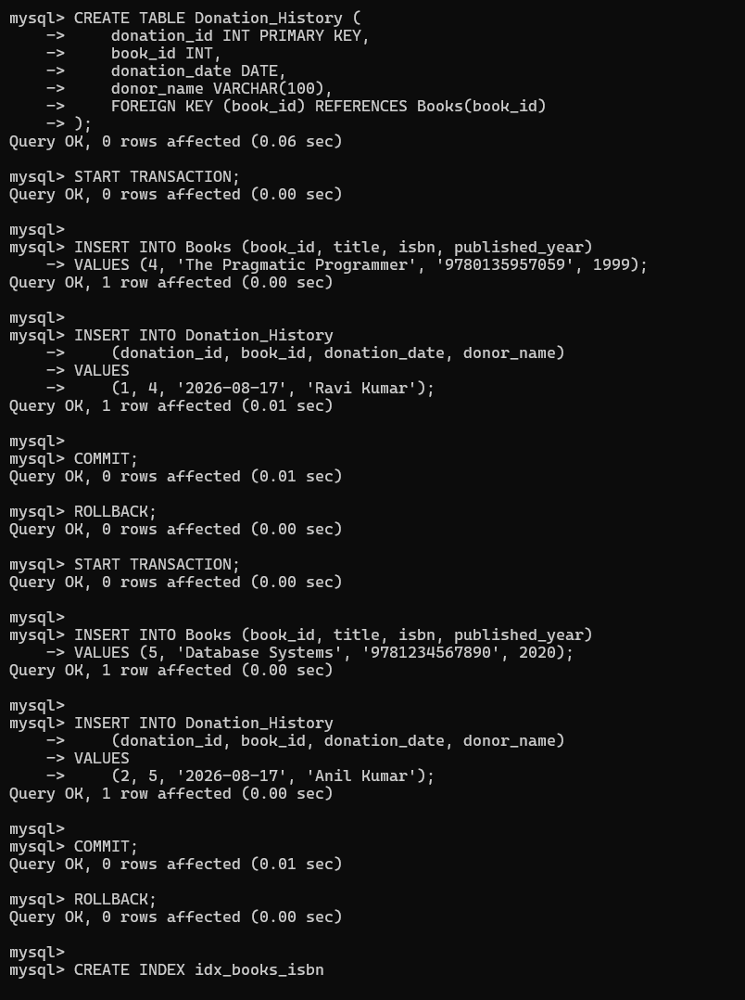 mysql> CREATE TABLE Donation_History (
    ->     donation_id INT PRIMARY KEY,
    ->     book_id INT,
    ->     donation_date DATE,
    ->     donor_name VARCHAR(100),
    ->     FOREIGN KEY (book_id) REFERENCES Books(book_id)
    -> );
Query OK, 0 rows affected (0.06 sec)

mysql> START TRANSACTION;
Query OK, 0 rows affected (0.00 sec)

mysql>
mysql> INSERT INTO Books (book_id, title, isbn, published_year)
    -> VALUES (4, 'The Pragmatic Programmer', '9780135957059', 1999);
Query OK, 1 row affected (0.00 sec)

mysql>
mysql> INSERT INTO Donation_History
    ->     (donation_id, book_id, donation_date, donor_name)
    -> VALUES
    ->     (1, 4, '2026-08-17', 'Ravi Kumar');
Query OK, 1 row affected (0.01 sec)

mysql>
mysql> COMMIT;
Query OK, 0 rows affected (0.01 sec)

mysql> ROLLBACK;
Query OK, 0 rows affected (0.00 sec)

mysql> START TRANSACTION;
Query OK, 0 rows affected (0.00 sec)

mysql>
mysql> INSERT INTO Books (book_id, title, isbn, published_year)
    -> VALUES (5, 'Database Systems', '9781234567890', 2020);
Query OK, 1 row affected (0.00 sec)

mysql>
mysql> INSERT INTO Donation_History
    ->     (donation_id, book_id, donation_date, donor_name)
    -> VALUES
    ->     (2, 5, '2026-08-17', 'Anil Kumar');
Query OK, 1 row affected (0.00 sec)

mysql>
mysql> COMMIT;
Query OK, 0 rows affected (0.01 sec)

mysql> ROLLBACK;
Query OK, 0 rows affected (0.00 sec)

mysql>
mysql> CREATE INDEX idx_books_isbn